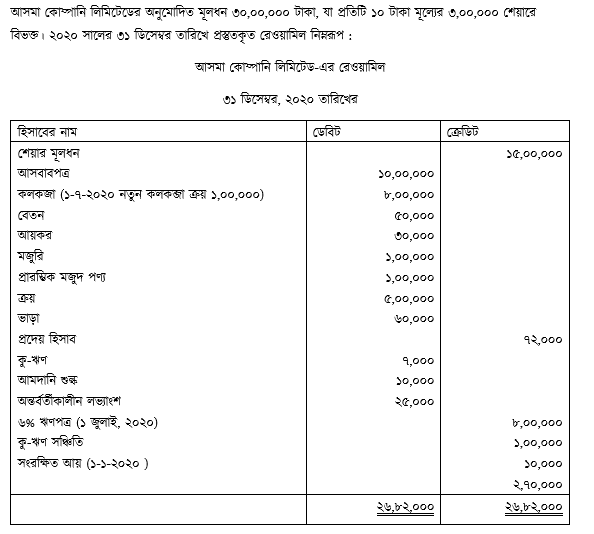 আসমা কোম্পানি লিমিটেডের অনুমোদিত মূলধন ৩০,০০,০০০ টাকা, যা প্রতিটি ১০ টাকা মূল্যের ৩,০০,০০০ শেয়ারে
বিভক্ত। ২০২০ সালের ৩১ ডিসেম্বর তারিখে প্রস্তুতকৃত রেওয়ামিল নিম্নরূপ :
আসমা কোম্পানি লিমিটেড-এর রেওয়ামিল
৩১ ডিসেম্বর, ২০২০ তারিখের
হিসাবের নাম ডেবিট ক্রেডিট
শেয়ার মূলধন ১৫,০০,০০০
আসবাবপত্র ১০,০০,০০০
কলকজা (১-৭-২০২০ নতুন কলকব্জা ক্রয় ১,০০,০০০) ৮,০০,০০০
বেতন ৫০,০০০
আয়কর ৩০,০০০
মজুরি ১,০০,০০০
প্রারম্ভিক মজুদ পণ্য ১,০০,০০০
ক্রয় ৫,০০,০০০
ভাড়া ৬০,০০০
প্রদেয় হিসাব ৭২,০০০
কু-ঋণ ৭,০০০
আমদানি শুল্ক ১০,০০০
অন্তর্বর্তীকালীন লভ্যাংশ ২৫,০০০
৬% ঋণপত্র (১ জুলাই, ২০২০) ৮,০০,০০০
কু-ঋণ সঞ্চিতি ১,০০,০০০
সংরক্ষিত আয় (১-১-২০২০ ) ১০,০০০
২,৭০,০০০
২৬,৮২,০০০ ২৬,৮২,০০০